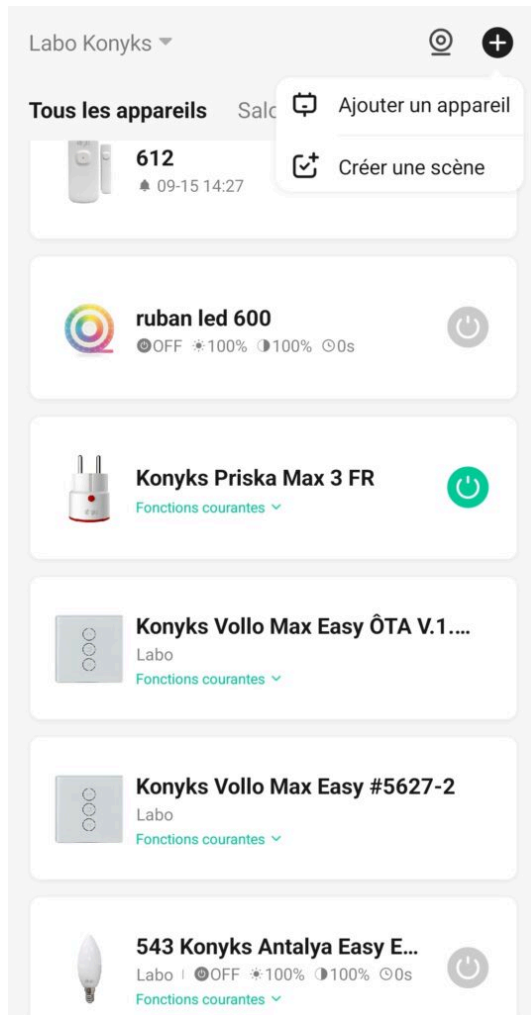 Labo Konyks
Tous les appareils Salo
Ajouter un appareil
Créer une scène
612
09-15 14:27
ruban led 600
OFF 100% 100% 0s
Konyks Priska Max 3 FR
Fonctions courantes
Konyks Vollo Max Easy ÔTA V.1....
Labo
Fonctions courantes
Konyks Vollo Max Easy #5627-2
Labo
Fonctions courantes
543 Konyks Antalya Easy E...
Labo | OFF 100% 100% 0s
Fonctions courantes